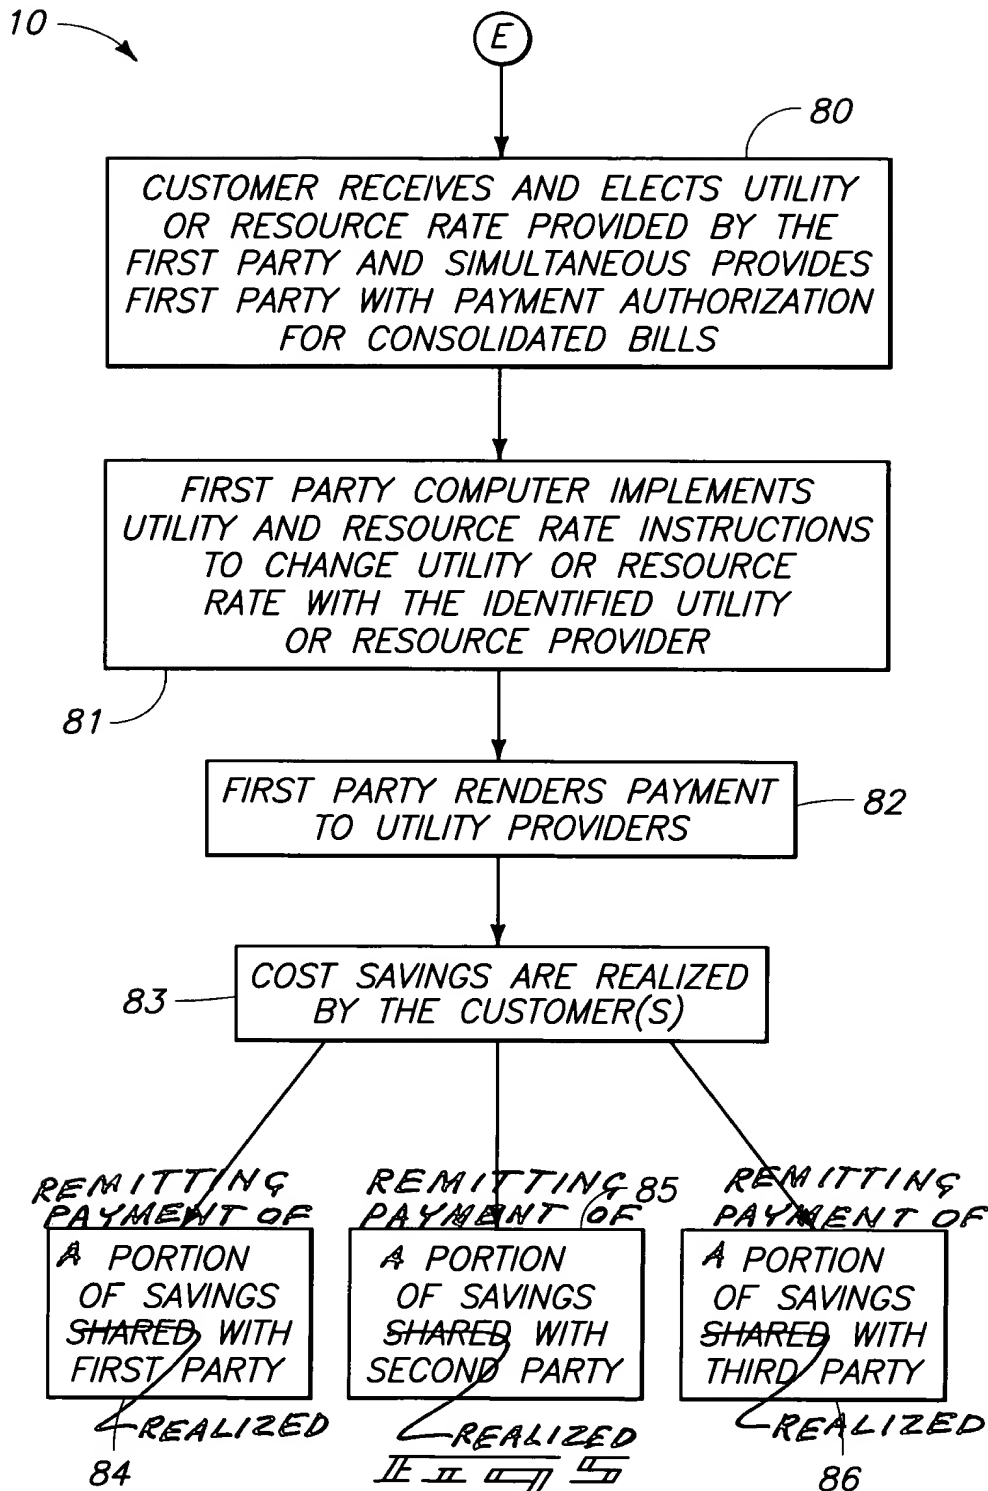 10
E
80
CUSTOMER RECEIVES AND ELECTS UTILITY
OR RESOURCE RATE PROVIDED BY THE
FIRST PARTY AND SIMULTANEOUS PROVIDES
FIRST PARTY WITH PAYMENT AUTHORIZATION
FOR CONSOLIDATED BILLS
FIRST PARTY COMPUTER IMPLEMENTS
UTILITY AND RESOURCE RATE INSTRUCTIONS
TO CHANGE UTILITY OR RESOURCE
RATE WITH THE IDENTIFIED UTILITY
OR RESOURCE PROVIDER
81
FIRST PARTY RENDERS PAYMENT
TO UTILITY PROVIDERS
82
COST SAVINGS ARE REALIZED
BY THE CUSTOMER(S)
83
REMITTING
PAYMENT OF
A PORTION
OF SAVINGS
SHARED WITH
FIRST PARTY
REALIZED
84
REMITTING
PAYMENT OF
85
A PORTION
OF SAVINGS
SHARED WITH
SECOND PARTY
REALIZED
REMITTING
PAYMENT OF
A PORTION
OF SAVINGS
SHARED WITH
THIRD PARTY
REALIZED
86
FIG 5